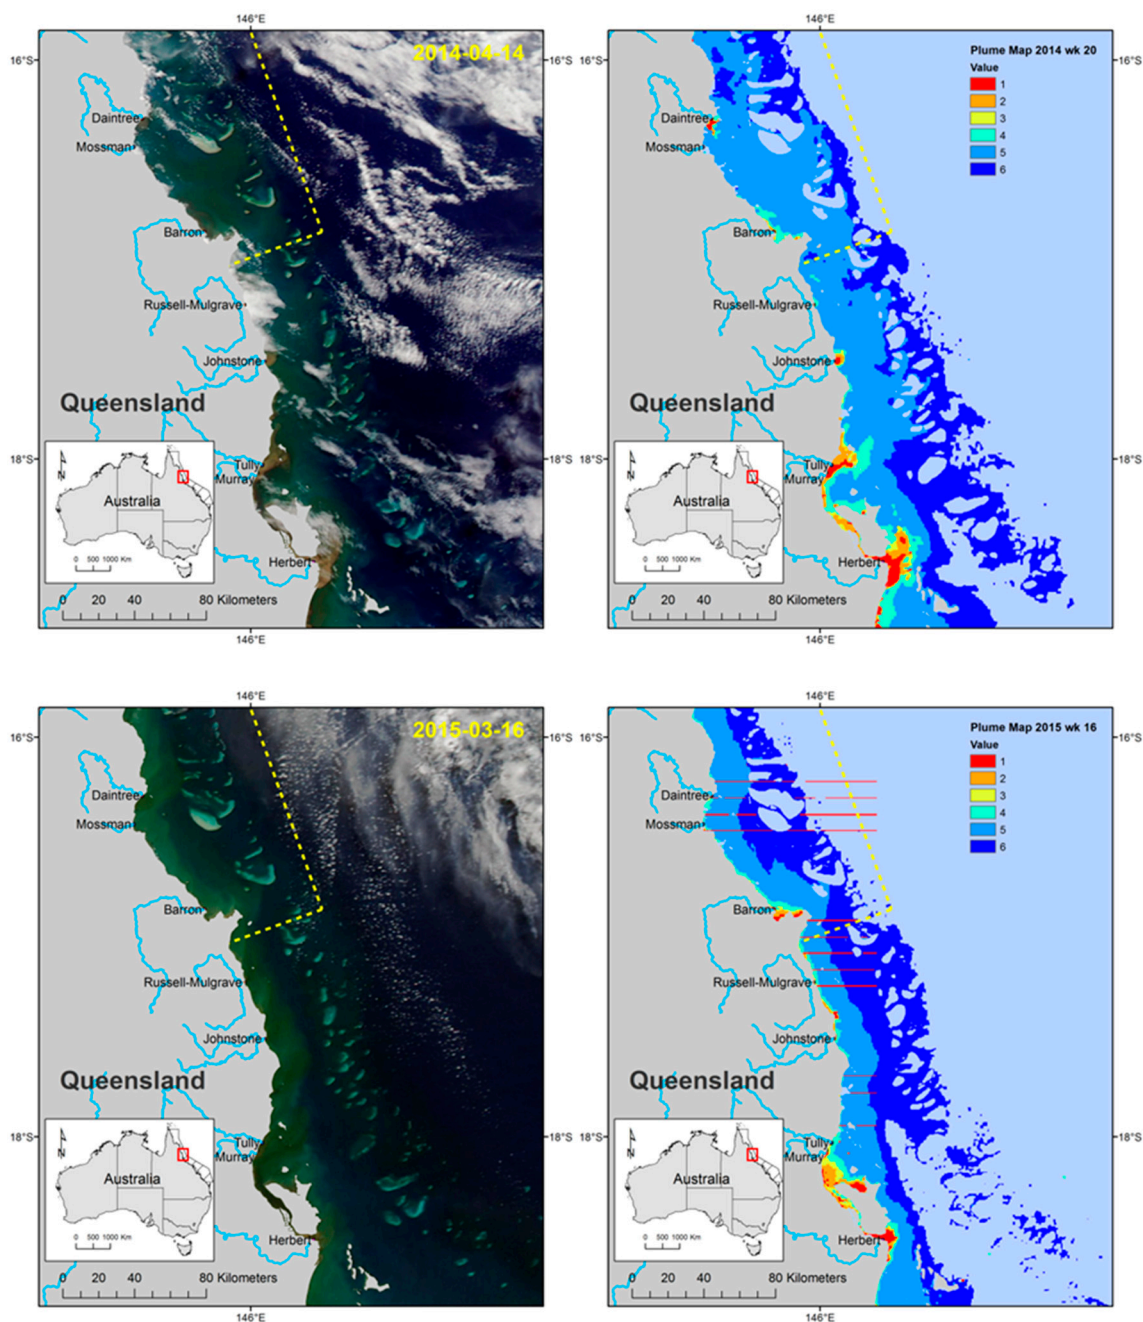 146°E
16°S
2014-04-14
Daintree
Mossman
Barron
Russell-Mulgrave
Johnstone
Queensland
18°S
Tully
Murray
N
Australia
0 500 1000 Km
Herbert
0 20 40 80 Kilometers
146°E
146°E
16°S
Plume Map 2014 wk 20
Value
1
2
3
4
5
6
Daintree
Mossman
Barron
Russell-Mulgrave
Johnstone
Queensland
18°S
18°S
Tully
Murray
N
Australia
0 500 1000 Km
Herbert
0 20 40 80 Kilometers
146°E
146°E
16°S
2015-03-16
Daintree
Mossman
Barron
Russell-Mulgrave
Johnstone
Queensland
18°S
Tully
Murray
N
Australia
0 500 1000 Km
Herbert
0 20 40 80 Kilometers
146°E
146°E
16°S
Plume Map 2015 wk 16
Value
1
2
3
4
5
6
Daintree
Mossman
Barron
Russell-Mulgrave
Johnstone
Queensland
18°S
18°S
Tully
Murray
N
Australia
0 500 1000 Km
Herbert
0 20 40 80 Kilometers
146°E